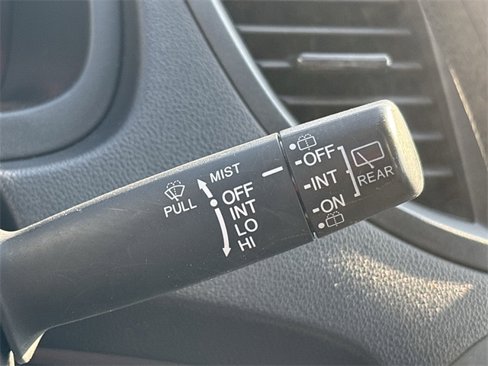 MIST
OFF
INT
LO
HI
PULL
OFF
INT
ON
REAR